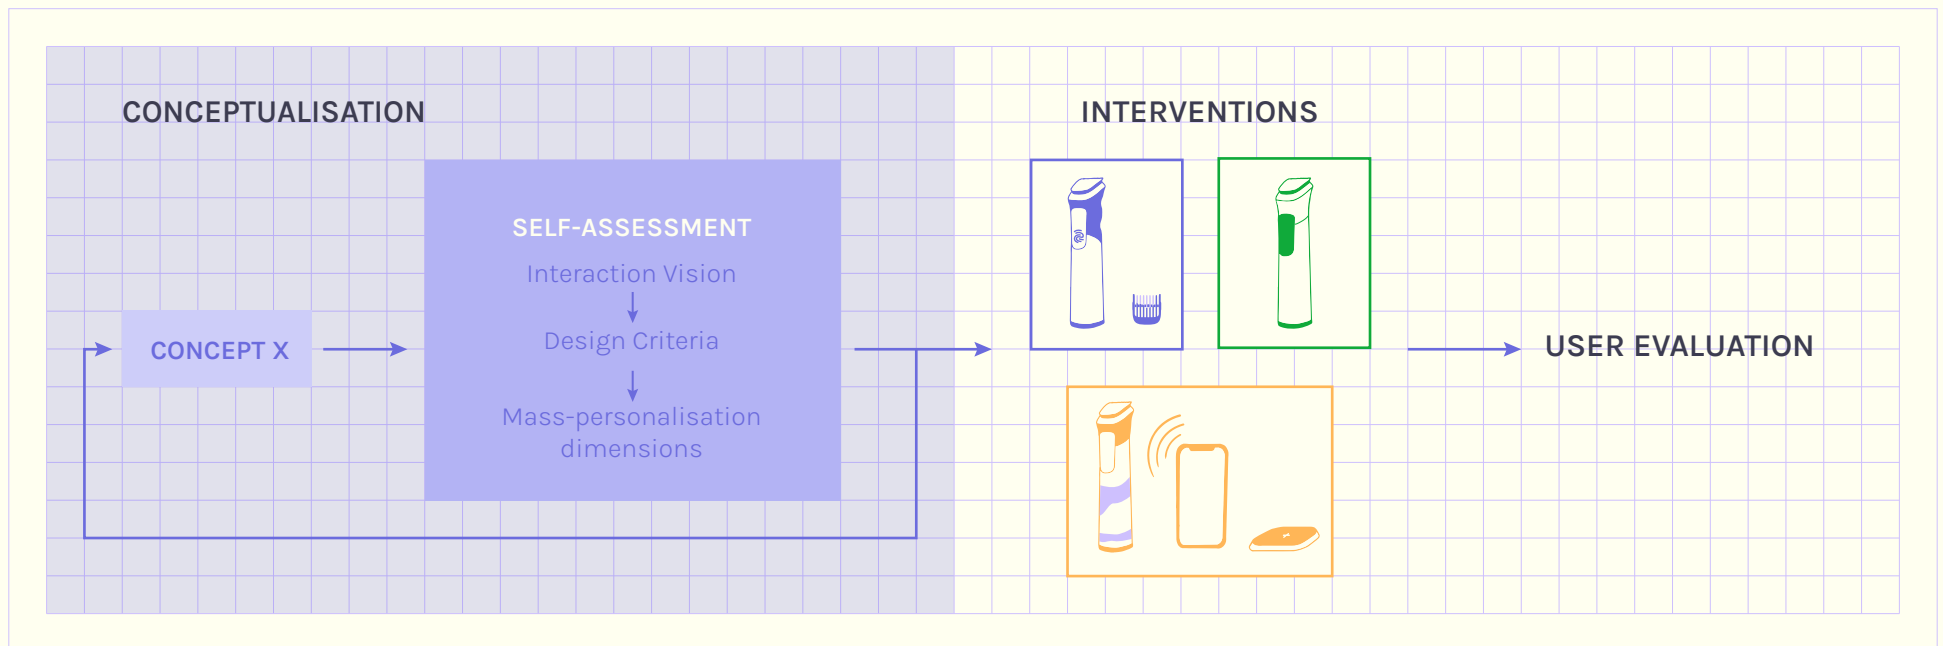 CONCEPTUALISATION
INTERVENTIONS
SELF-ASSESSMENT
Interaction Vision
Design Criteria
Mass-personalisation
dimensions
CONCEPT X
USER EVALUATION